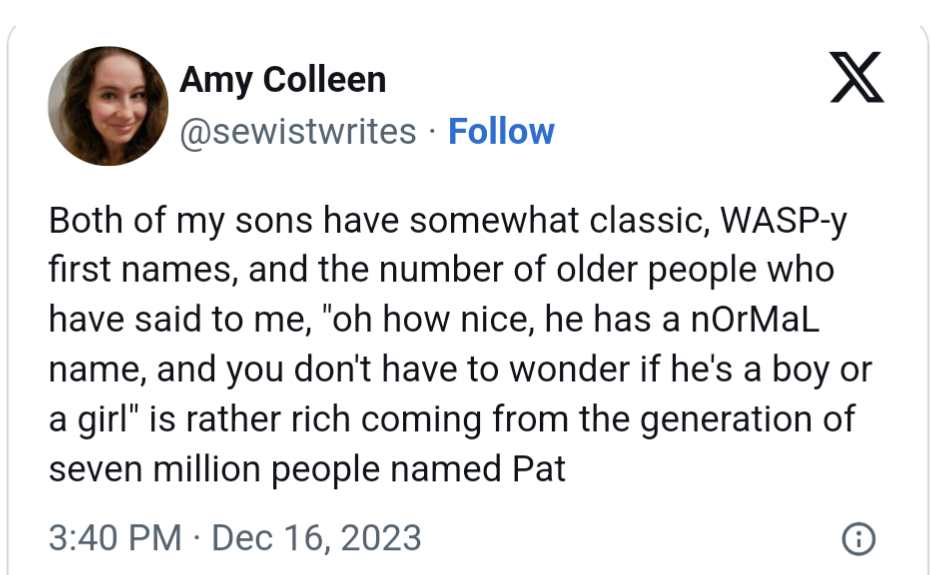 Amy Colleen
@sewistwrites · Follow
Both of my sons have somewhat classic, WASP-y
first names, and the number of older people who
have said to me, "oh how nice, he has a nOrMaL
name, and you don't have to wonder if he's a boy or
a girl" is rather rich coming from the generation of
seven million people named Pat
3:40 PM · Dec 16, 2023